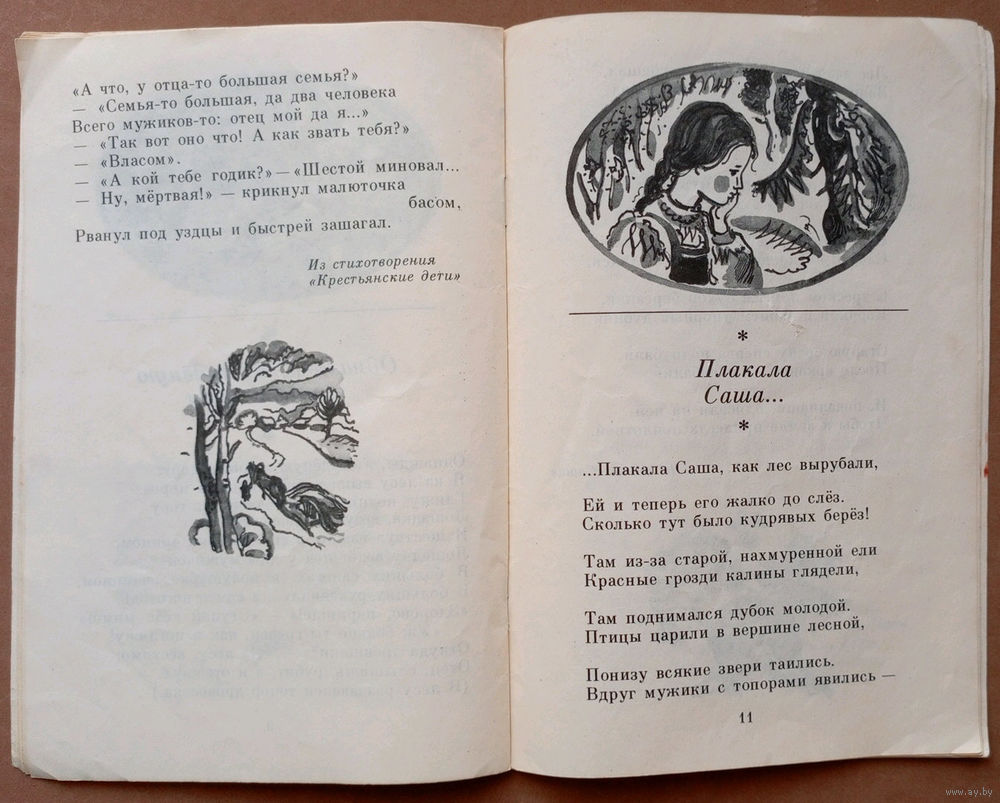 «А что, у отца-то большая семья?»
— «Семья-то большая, да два человека
Всего мужиков-то: отец мой да я...»
— «Так вот оно что! А как звать тебя?»
— «Власом».
— «А кой тебе годик?»—«Шестой миновал...
— Ну, мёртвая!» — крикнул малюточка
басом,
Рванул под уздцы и быстрей зашагал.
Из стихотворения
«Крестьянские дети»
*
Плакала
Саша...
*
...Плакала Саша, как лес вырубали,
Ей и теперь его жалко до слёз.
Сколько тут было кудрявых берёз!
Там из-за старой, нахмуренной ели
Красные грозди калины глядели,
Там поднимался дубок молодой.
Птицы царили в вершине лесной,
Понизу всякие звери таились.
Вдруг мужики с топорами явились —
11
www.ay.by